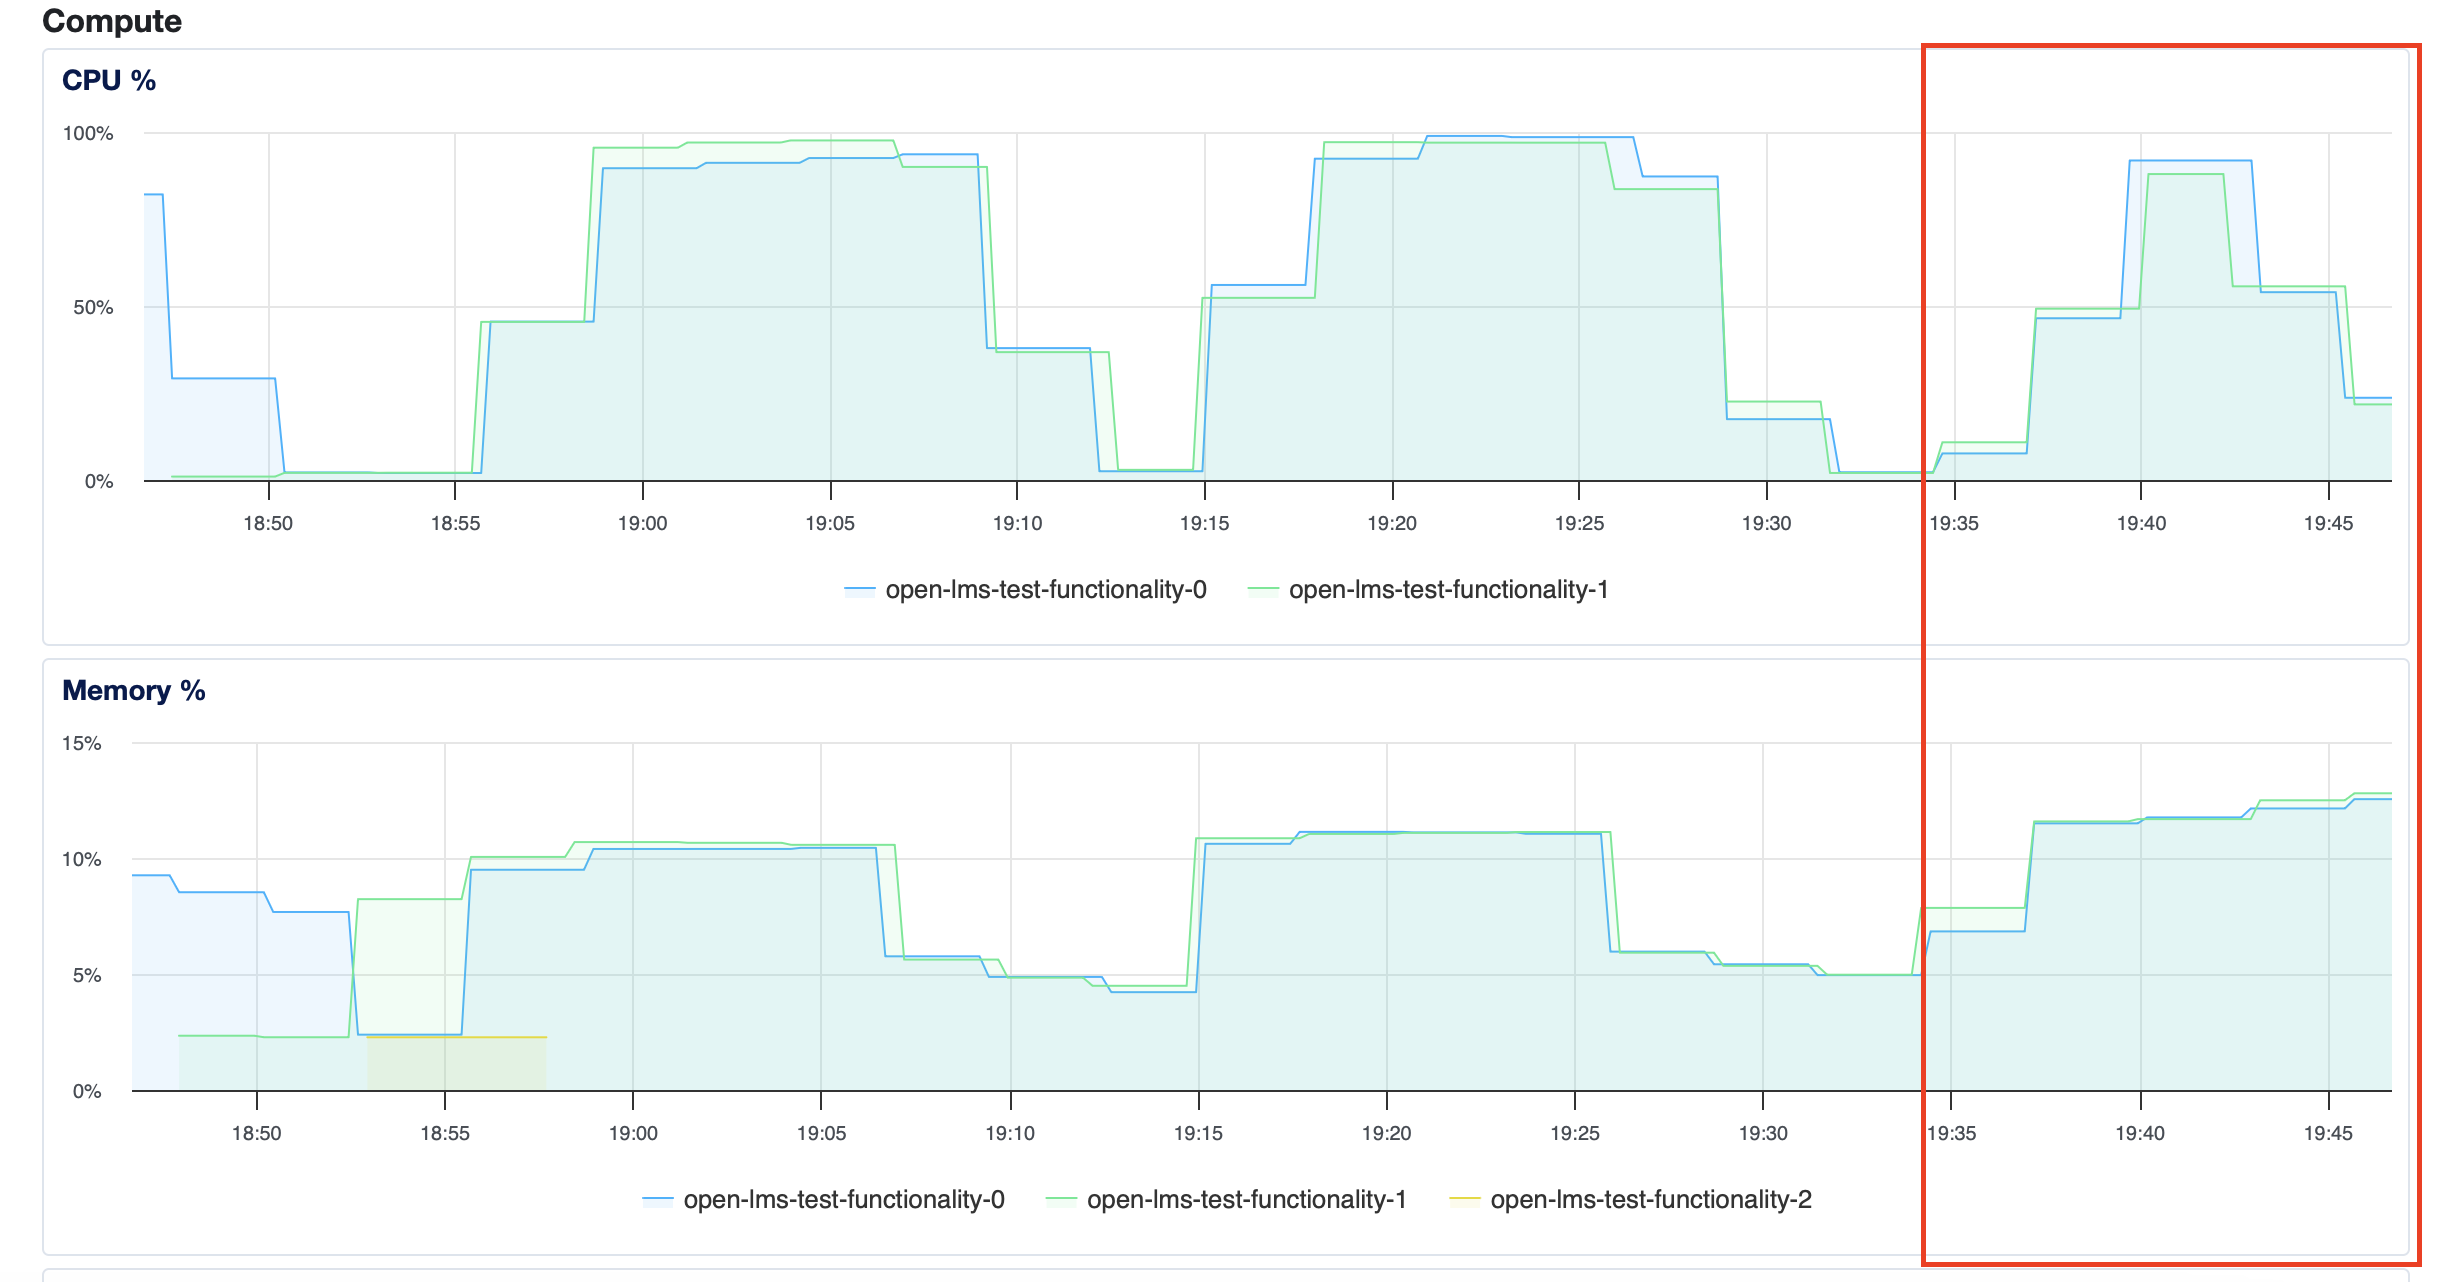 Compute
CPU %
100%
50%
0%
18:50 18:55 19:00 19:05 19:10 19:15 19:20 19:25 19:30 19:35 19:40 19:45
open-lms-test-functionality-0 open-lms-test-functionality-1
Memory %
15%
10%
5%
0%
18:50 18:55 19:00 19:05 19:10 19:15 19:20 19:25 19:30 19:35 19:40 19:45
open-lms-test-functionality-0 open-lms-test-functionality-1 open-lms-test-functionality-2